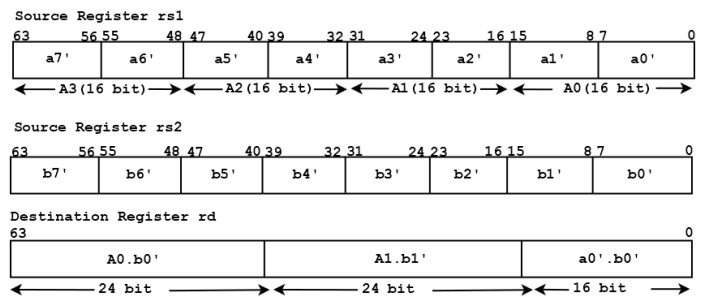 Source Register rs1
63 56 55 48 47 40 39 32 31 24 23 16 15 8 7 0
a7' a6' a5' a4' a3' a2' a1' a0'
A3(16 bit) A2(16 bit) A1(16 bit) A0(16 bit)
Source Register rs2
63 56 55 48 47 40 39 32 31 24 23 16 15 8 7 0
b7' b6' b5' b4' b3' b2' b1' b0'
Destination Register rd
63 0
A0.b0' A1.b1' a0'.b0'
24 bit 24 bit 16 bit